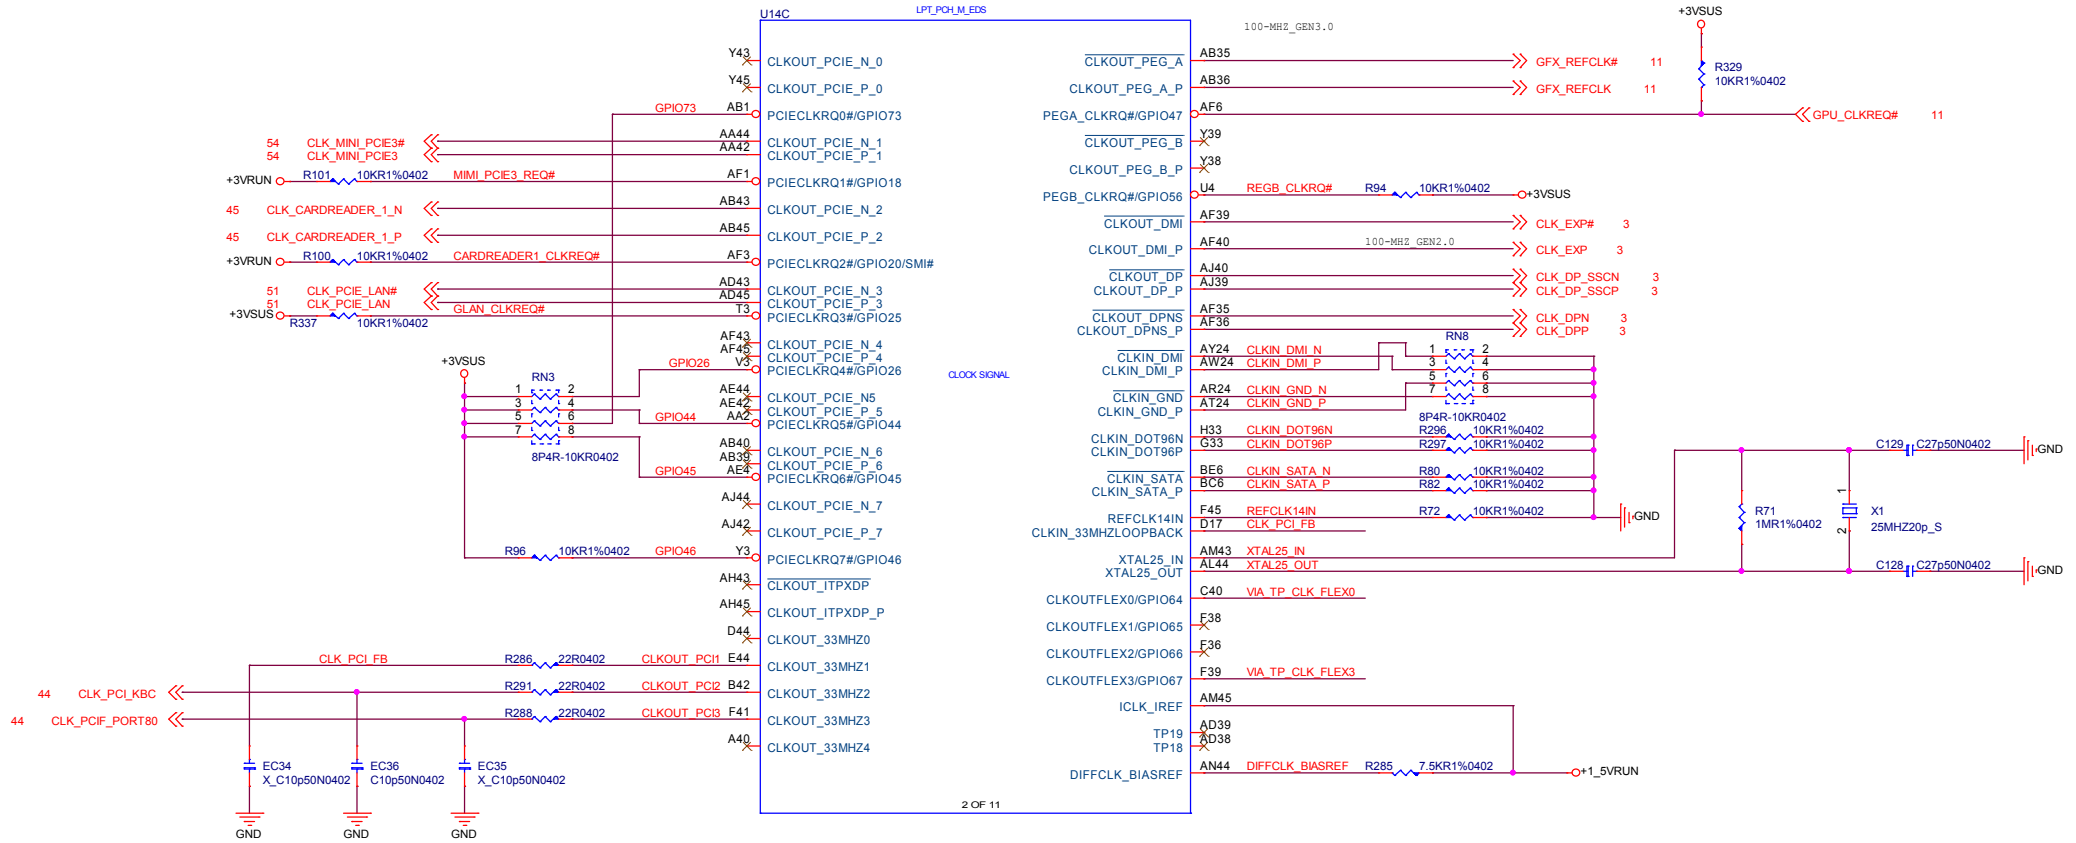 U14C
LPT_PCH_M_EDS
100-MHZ_GEN3.0
+3VSUS
Y43 CLKOUT_PCIE_N_0
Y45 CLKOUT_PCIE_P_0
GPIO73 AB1 PCIECLKRQ0#/GPIO73
54 CLK_MINI_PCIE3# AA44 CLKOUT_PCIE_N_1
54 CLK_MINI_PCIE3 AA42 CLKOUT_PCIE_P_1
+3VRUN R101 10KR1%0402 MIMI_PCIE3_REQ# AF1 PCIECLKRQ1#/GPIO18
45 CLK_CARDREADER_1_N AB43 CLKOUT_PCIE_N_2
45 CLK_CARDREADER_1_P AB45 CLKOUT_PCIE_P_2
+3VRUN R100 10KR1%0402 CARDREADER1_CLKREQ# AF3 PCIECLKRQ2#/GPIO20/SMI#
51 CLK_PCIE_LAN# AD43 CLKOUT_PCIE_N_3
51 CLK_PCIE_LAN AD45 CLKOUT_PCIE_P_3
+3VSUS R337 10KR1%0402 GLAN_CLKREQ# T3 PCIECLKRQ3#/GPIO25
AF43 CLKOUT_PCIE_N_4
AF45 CLKOUT_PCIE_P_4
GPIO26 V3 PCIECLKRQ4#/GPIO26
+3VSUS
RN3
1 2
3 4
5 6
7 8
8P4R-10KR0402
AE44 CLKOUT_PCIE_N5
AE42 CLKOUT_PCIE_P_5
GPIO44 AA2 PCIECLKRQ5#/GPIO44
AB40 CLKOUT_PCIE_N_6
AB39 CLKOUT_PCIE_P_6
GPIO45 AE4 PCIECLKRQ6#/GPIO45
AJ44 CLKOUT_PCIE_N_7
AJ42 CLKOUT_PCIE_P_7
R96 10KR1%0402 GPIO46 Y3 PCIECLKRQ7#/GPIO46
AH43 CLKOUT_ITPXDP
AH45 CLKOUT_ITPXDP_P
D44 CLKOUT_33MHZ0
CLK_PCI_FB R286 22R0402 CLKOUT_PCI1 E44 CLKOUT_33MHZ1
44 CLK_PCI_KBC R291 22R0402 CLKOUT_PCI2 B42 CLKOUT_33MHZ2
44 CLK_PCIF_PORT80 R288 22R0402 CLKOUT_PCI3 F41 CLKOUT_33MHZ3
A40 CLKOUT_33MHZ4
EC34 X_C10p50N0402
EC36 C10p50N0402
EC35 X_C10p50N0402
GND GND GND
CLOCK SIGNAL
2 OF 11
CLKOUT_PEG_A AB35 GFX_REFCLK# 11
CLKOUT_PEG_A_P AB36 GFX_REFCLK 11
R329 10KR1%0402
PEGA_CLKRQ#/GPIO47 AF6 GPU_CLKREQ# 11
CLKOUT_PEG_B Y39
CLKOUT_PEG_B_P Y38
PEGB_CLKRQ#/GPIO56 U4 REGB_CLKRQ# R94 10KR1%0402 +3VSUS
CLKOUT_DMI AF39 CLK_EXP# 3
CLKOUT_DMI_P AF40 100-MHZ_GEN2.0 CLK_EXP 3
CLKOUT_DP AJ40 CLK_DP_SSCN 3
CLKOUT_DP_P AJ39 CLK_DP_SSCP 3
CLKOUT_DPNS AF35 CLK_DPN 3
CLKOUT_DPNS_P AF36 CLK_DPP 3
CLKIN_DMI AY24 CLKIN_DMI_N
CLKIN_DMI_P AW24 CLKIN_DMI_P
RN8
1 2
3 4
5 6
7 8
8P4R-10KR0402
CLKIN_GND AR24 CLKIN_GND_N
CLKIN_GND_P AT24 CLKIN_GND_P
CLKIN_DOT96N H33 CLKIN_DOT96N R296 10KR1%0402
CLKIN_DOT96P G33 CLKIN_DOT96P R297 10KR1%0402
CLKIN_SATA BE6 CLKIN_SATA_N R80 10KR1%0402
CLKIN_SATA_P BC6 CLKIN_SATA_P R82 10KR1%0402
REFCLK14IN F45 REFCLK14IN R72 10KR1%0402 GND
CLKIN_33MHZLOOPBACK D17 CLK_PCI_FB
XTAL25_IN AM43 XTAL25_IN
XTAL25_OUT AL44 XTAL25_OUT
C129 C27p50N0402 GND
R71 1MR1%0402
1 2 X1 25MHZ20p_S
C128 C27p50N0402 GND
CLKOUTFLEX0/GPIO64 C40 VIA_TP_CLK_FLEX0
CLKOUTFLEX1/GPIO65 F38
CLKOUTFLEX2/GPIO66 F36
CLKOUTFLEX3/GPIO67 F39 VIA_TP_CLK_FLEX3
ICLK_IREF AM45
TP19 AD39
TP18 AD38
DIFFCLK_BIASREF AN44 DIFFCLK_BIASREF R285 7.5KR1%0402 +1_5VRUN